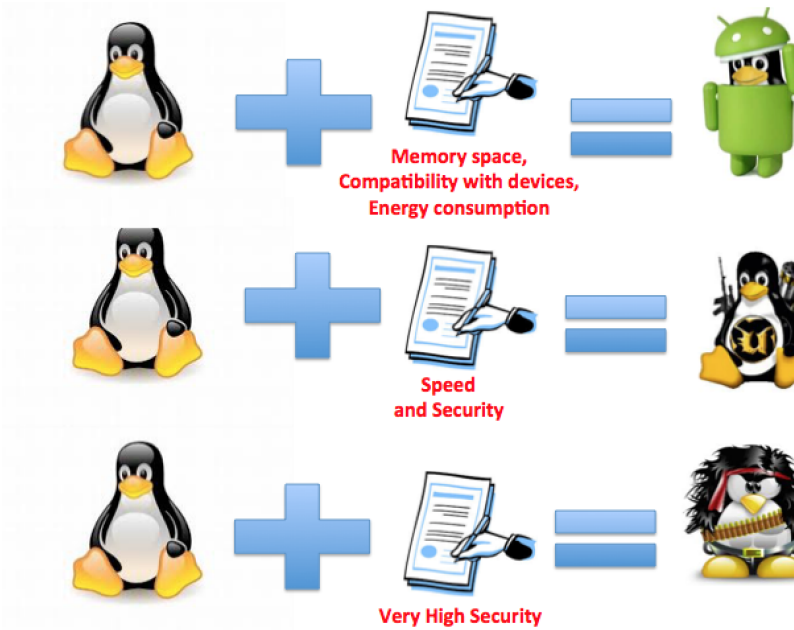 Memory space,
Compatibility with devices,
Energy consumption
Speed
and Security
Very High Security